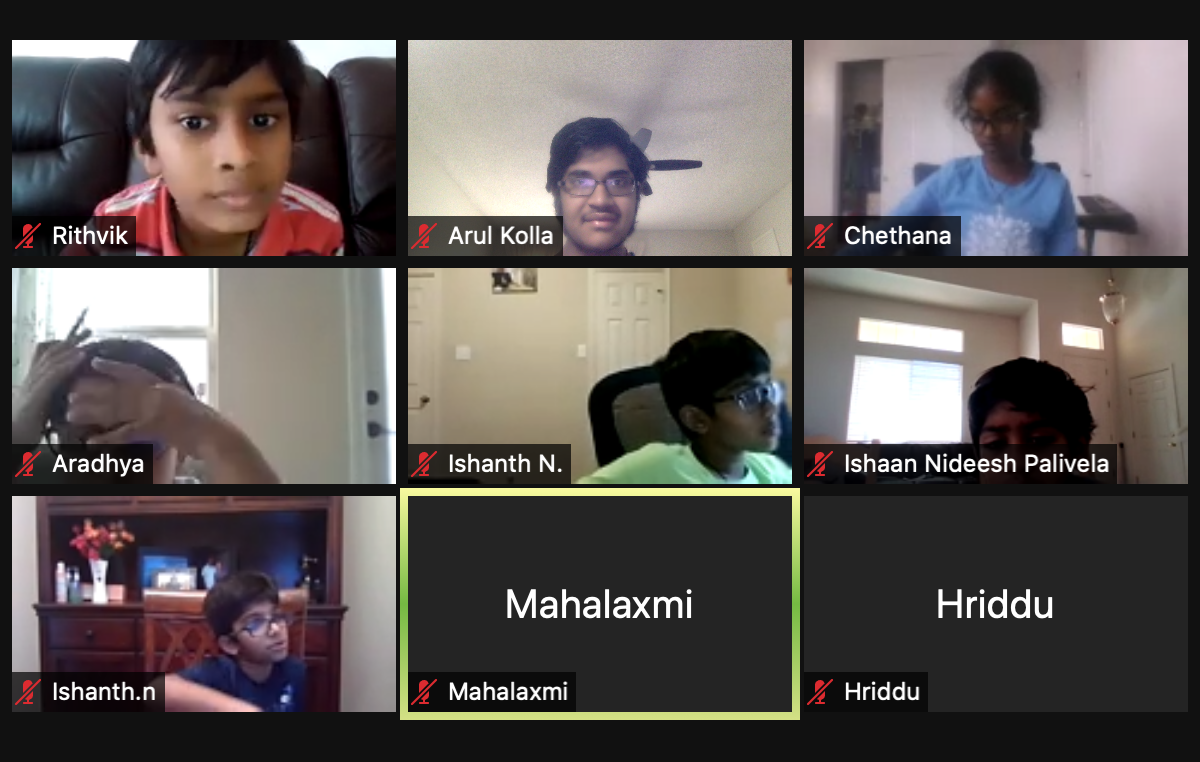 Rithvik
Arul Kolla
Chethana
Aradhya
Ishanth N.
Ishaan Nideesh Palivela
Ishanth.n
Mahalaxmi
Mahalaxmi
Hriddu
Hriddu